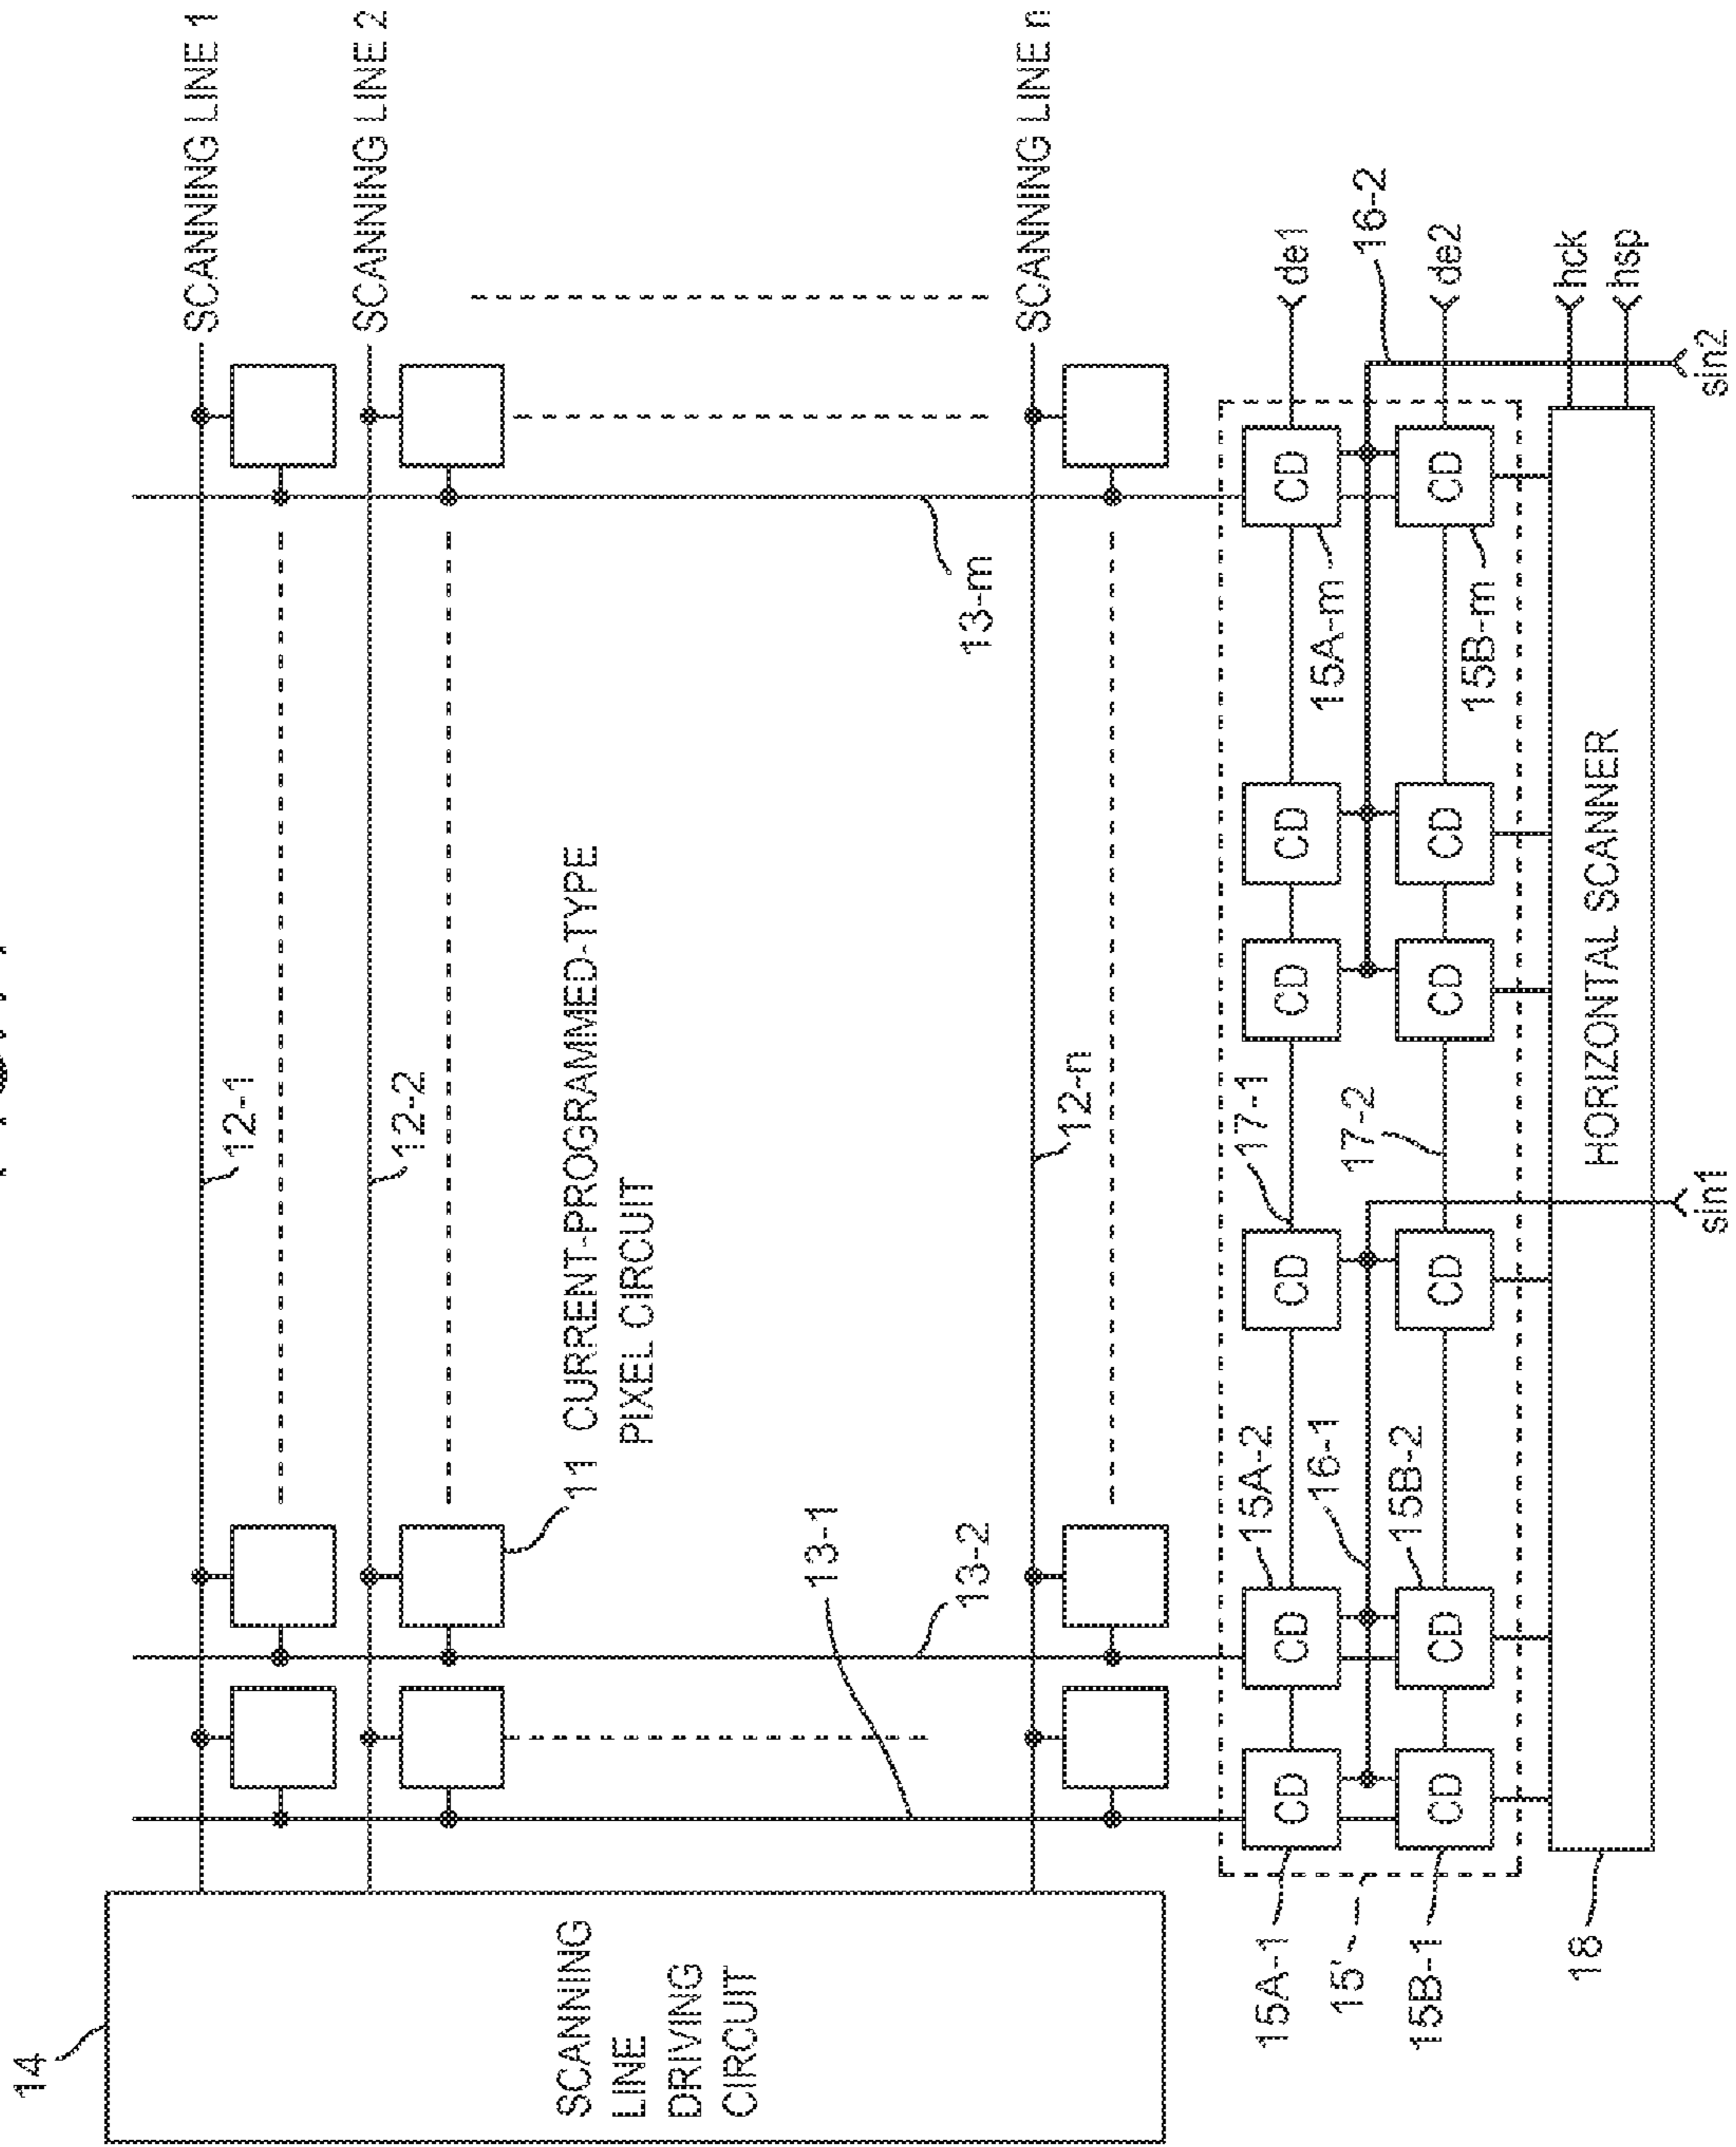 14
SCANNING
LINE
DRIVING
CIRCUIT
SCANNING LINE 1
SCANNING LINE 2
SCANNING LINE n
12-1
12-2
12-n
11 CURRENT-PROGRAMMED-TYPE
PIXEL CIRCUIT
13-1
13-2
13-m
15A-1
15'
15B-1
15A-2
16-1
15B-2
17-1
17-2
15A-m
15B-m
16-2
CD CD CD CD CD CD
CD CD CD CD CD CD
de1
de2
hck
hsp
18
HORIZONTAL SCANNER
sin1
sin2